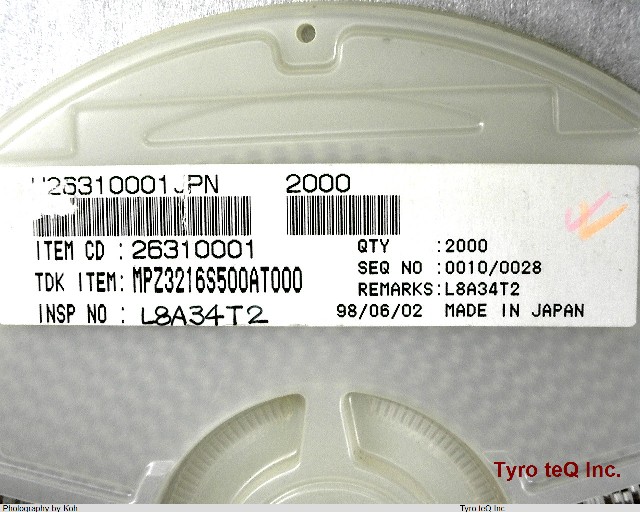 26310001JPN 2000
ITEM CD : 26310001
TDK ITEM: MPZ3216S500AT000
INSP NO : L8A34T2
QTY :2000
SEQ NO :0010/0028
REMARKS:L8A34T2
98/06/02 MADE IN JAPAN
Tyro teQ Inc.
Photography by Koh
Tyro teQ Inc